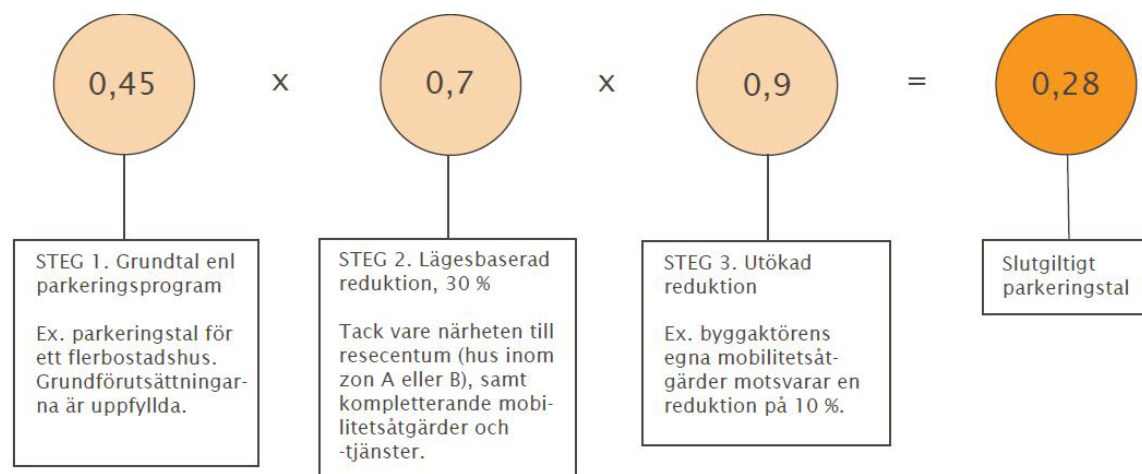 0,45 x 0,7 x 0,9 = 0,28
STEG 1. Grundtal enl
parkeringsprogram
Ex. parkeringstal för
ett flerbostadshus.
Grundförutsättningar-
na är uppfyllda.
STEG 2. Lägesbaserad
reduktion, 30 %
Tack vare närheten till
resecentum (hus inom
zon A eller B), samt
kompletterande mobi-
litetsåtgärder och
-tjänster.
STEG 3. Utökad
reduktion
Ex. byggaktörens
egna mobilitetsåt-
gärder motsvarar en
reduktion på 10 %.
Slutgiltigt
parkeringstal